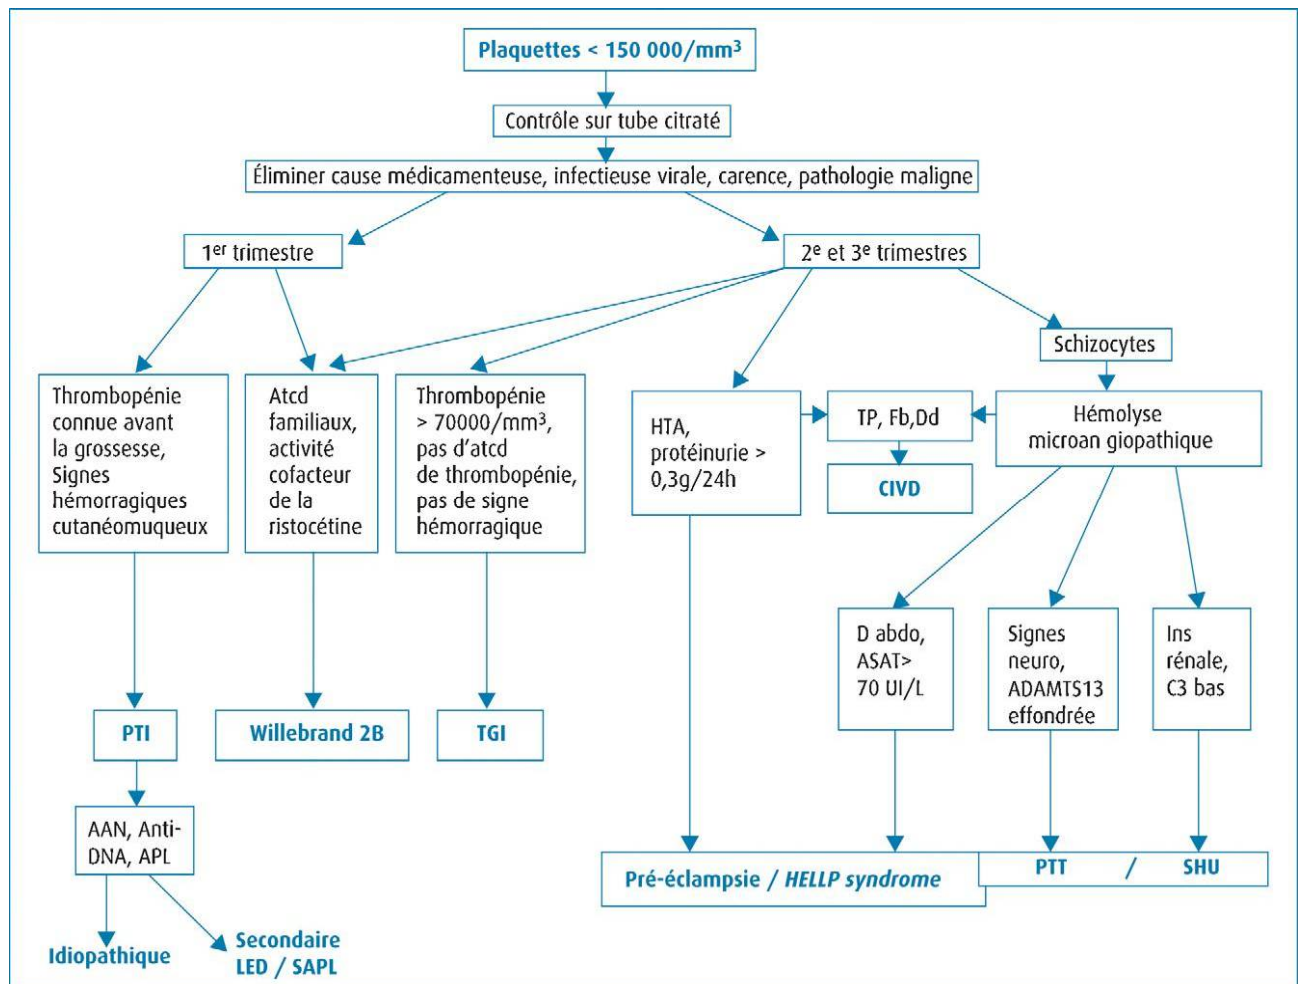 Plaquettes < 150 000/mm³
Contrôle sur tube citraté
Éliminer cause médicamenteuse, infectieuse virale, carence, pathologie maligne
1er trimestre
2e et 3e trimestres
Schizocytes
Thrombopénie
connue avant
la grossesse,
Signes
hémorragiques
cutanéomuqueux
Atcd
familiaux,
activité
cofacteur
de la
ristocétine
Thrombopénie
> 70000/mm³,
pas d'atcd
de thrombopénie,
pas de signe
hémorragique
HTA,
protéinurie >
0,3g/24h
TP, Fb,Dd
CIVD
Hémolyse
microan giopathique
D abdo,
ASAT>
70 UI/L
Signes
neuro,
ADAMTS13
effondrée
Ins
rénale,
C3 bas
PTI
Willebrand 2B
TGI
AAN, Anti-
DNA, APL
Pré-éclampsie / HELLP syndrome
PTT / SHU
Idiopathique
Secondaire
LED / SAPL